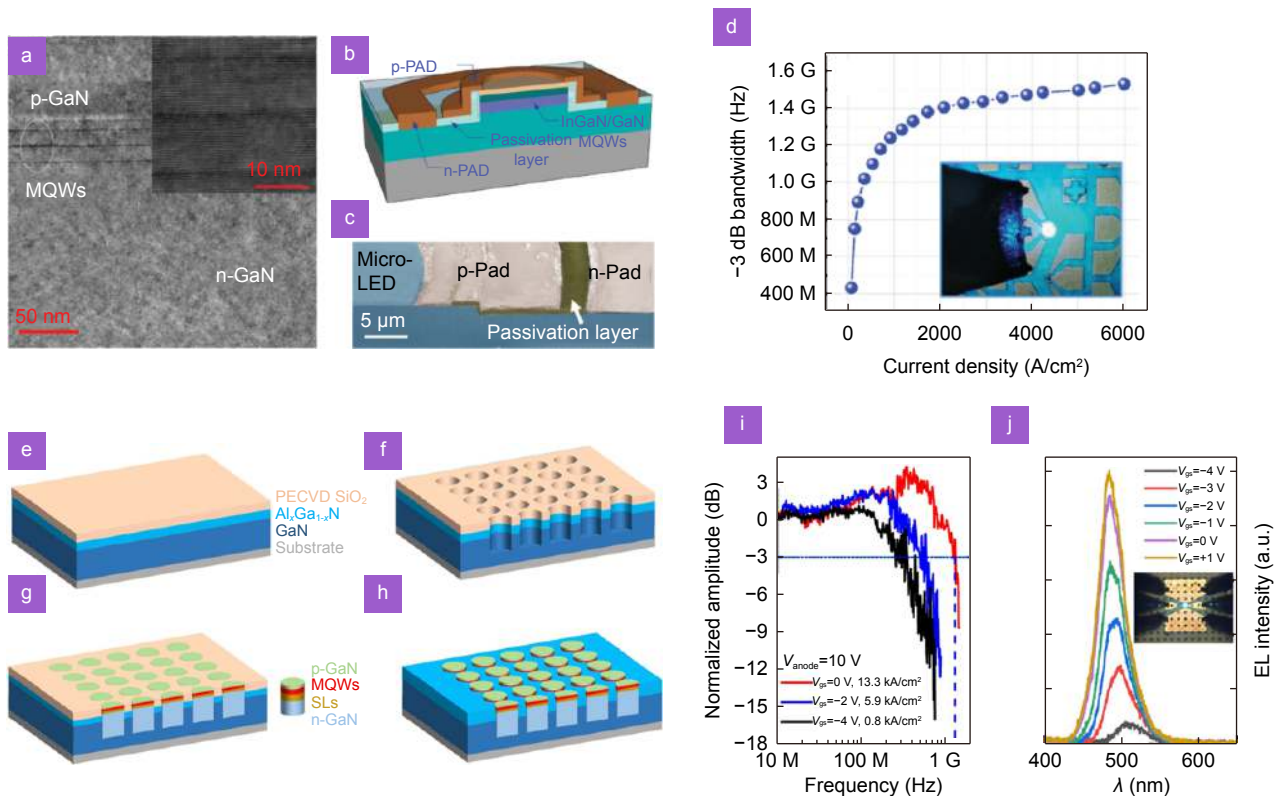 a
p-GaN
MQWs
n-GaN
10 nm
50 nm
b
p-PAD
InGaN/GaN
MQWs
Passivation
layer
n-PAD
c
Micro-
LED
p-Pad
n-Pad
5 μm
Passivation layer
d
−3 dB bandwidth (Hz)
1.6 G
1.4 G
1.2 G
1.0 G
800 M
600 M
400 M
0
2000
4000
6000
Current density (A/cm²)
e
PECVD SiO₂
AlₓGa₁₋ₓN
GaN
Substrate
f
g
p-GaN
MQWs
SLs
n-GaN
h
i
Normalized amplitude (dB)
3
0
−3
−6
−9
−12
−15
−18
V_anode=10 V
V_gs=0 V, 13.3 kA/cm²
V_gs=−2 V, 5.9 kA/cm²
V_gs=−4 V, 0.8 kA/cm²
10 M
100 M
1 G
Frequency (Hz)
j
V_gs=−4 V
V_gs=−3 V
V_gs=−2 V
V_gs=−1 V
V_gs=0 V
V_gs=+1 V
EL intensity (a.u.)
400
500
600
λ (nm)